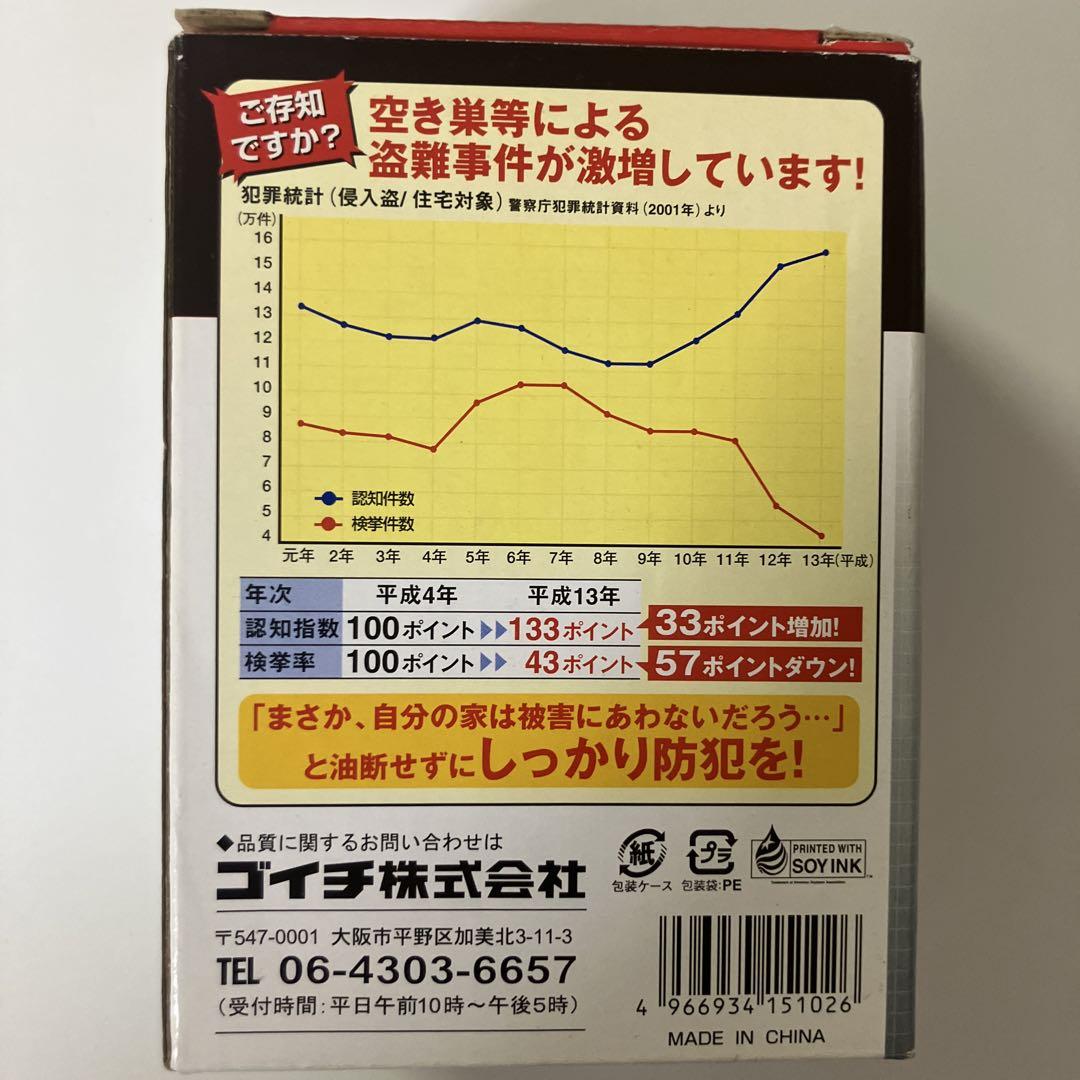 ご存知
ですか?
空き巣等による
盗難事件が激増しています!
犯罪統計(侵入盗/住宅対象)警察庁犯罪統計資料(2001年)より
(万件)
16
15
14
13
12
11
10
9
8
7
6
5
4
認知件数
検挙件数
元年 2年 3年 4年 5年 6年 7年 8年 9年 10年 11年 12年 13年(平成)
年次 平成4年 平成13年
認知指数 100ポイント 133ポイント 33ポイント増加!
検挙率 100ポイント 43ポイント 57ポイントダウン!
「まさか、自分の家は被害にあわないだろう…」
と油断せずにしっかり防犯を!
◆品質に関するお問い合わせは
ゴイチ株式会社
〒547-0001 大阪市平野区加美北3-11-3
TEL 06-4303-6657
(受付時間:平日午前10時～午後5時)
紙
包装ケース
プラ
包装袋:PE
PRINTED WITH
SOY INK
4 966934 151026
MADE IN CHINA